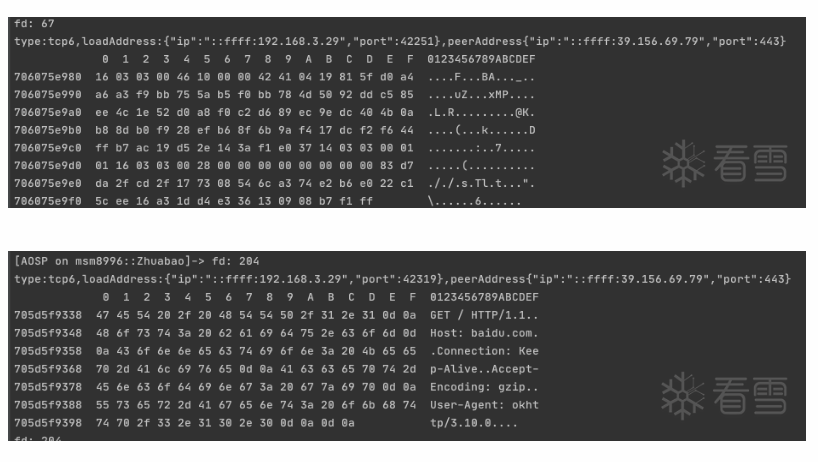 fd: 67
type:tcp6,loadAddress:{"ip":"::ffff:192.168.3.29","port":42251},peerAddress{"ip":"::ffff:39.156.69.79","port":443}
0 1 2 3 4 5 6 7 8 9 A B C D E F 0123456789ABCDEF
706075e980 16 03 03 00 46 10 00 00 42 41 04 19 81 5f d0 a4 ....F...BA..._..
706075e990 a6 a3 f9 bb 75 5a b5 f0 bb 78 4d 50 92 dd c5 85 ....uZ...xMP....
706075e9a0 ee 4c 1e 52 d0 a8 f0 c2 d6 89 ec 9e dc 40 4b 0a .L.R.........@K.
706075e9b0 b8 8d b0 f9 28 ef b6 8f 6b 9a f4 17 dc f2 f6 44 ....(...k......D
706075e9c0 ff b7 ac 19 d5 2e 14 3a f1 e0 37 14 03 03 00 01 .......:..7.....
706075e9d0 01 16 03 03 00 28 00 00 00 00 00 00 00 00 83 d7 .....(..........
706075e9e0 da 2f cd 2f 17 73 08 54 6c a3 74 e2 b6 e0 22 c1 ././.s.Tl.t...".
706075e9f0 5c ee 16 a3 1d d4 e3 36 13 09 08 b7 f1 ff \......6......
看雪
[AOSP on msm8996::Zhuabao]-> fd: 204
type:tcp6,loadAddress:{"ip":"::ffff:192.168.3.29","port":42319},peerAddress{"ip":"::ffff:39.156.69.79","port":443}
0 1 2 3 4 5 6 7 8 9 A B C D E F 0123456789ABCDEF
705d5f9338 47 45 54 20 2f 20 48 54 54 50 2f 31 2e 31 0d 0a GET / HTTP/1.1..
705d5f9348 48 6f 73 74 3a 20 62 61 69 64 75 2e 63 6f 6d 0d Host: baidu.com.
705d5f9358 0a 43 6f 6e 6e 65 63 74 69 6f 6e 3a 20 4b 65 65 .Connection: Kee
705d5f9368 70 2d 41 6c 69 76 65 0d 0a 41 63 63 65 70 74 2d p-Alive..Accept-
705d5f9378 45 6e 63 6f 64 69 6e 67 3a 20 67 7a 69 70 0d 0a Encoding: gzip..
705d5f9388 55 73 65 72 2d 41 67 65 6e 74 3a 20 6f 6b 68 74 User-Agent: okht
705d5f9398 74 70 2f 33 2e 31 30 2e 30 0d 0a 0d 0a tp/3.10.0....
看雪
fd: 204